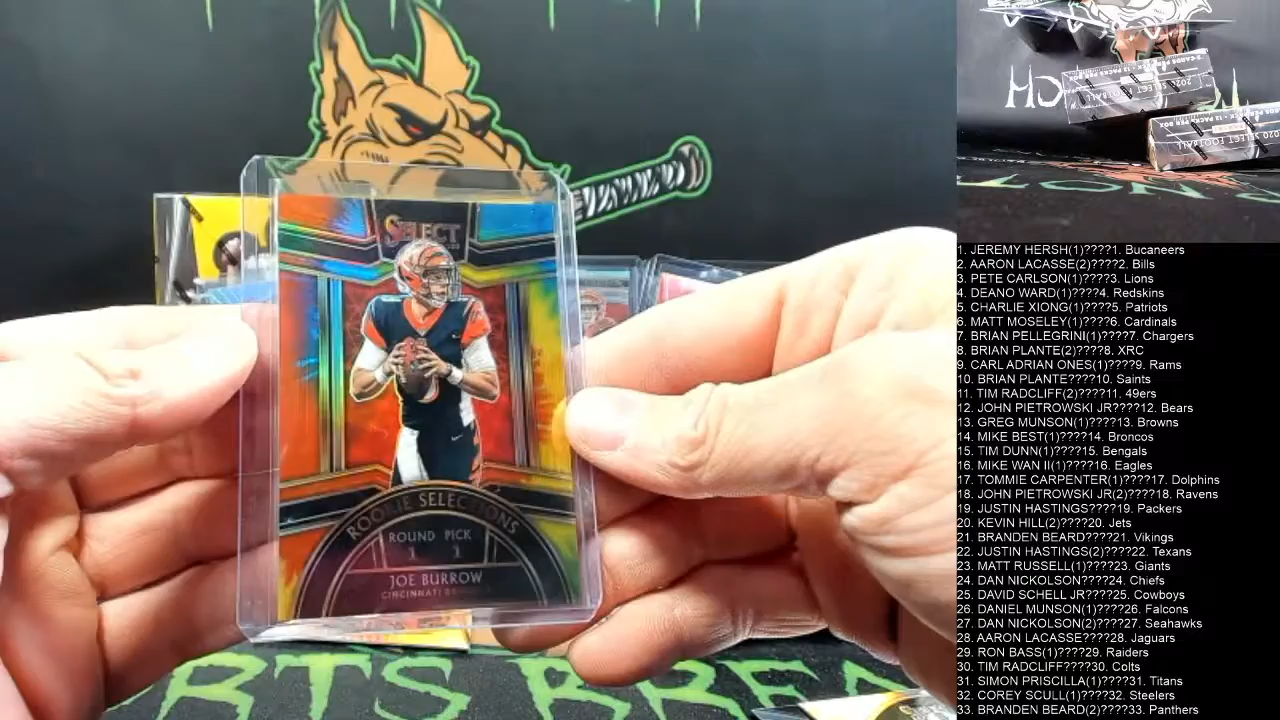 SELECT
ROOKIE SELECTIONS
ROUND PICK
1 1
JOE BURROW
CINCINNATI
RTS BREA
HO
2020 SELECT FOOTBALL
2020 SELECT FOOTBALL
1. JEREMY HERSH(1)????1. Bucaneers
2. AARON LACASSE(2)????2. Bills
3. PETE CARLSON(1)????3. Lions
4. DEANO WARD(1)????4. Redskins
5. CHARLIE XIONG(1)????5. Patriots
6. MATT MOSELEY(1)????6. Cardinals
7. BRIAN PELLEGRINI(1)????7. Chargers
8. BRIAN PLANTE(2)????8. XRC
9. CARL ADRIAN ONES(1)????9. Rams
10. BRIAN PLANTE????10. Saints
11. TIM RADCLIFF(2)????11. 49ers
12. JOHN PIETROWSKI JR????12. Bears
13. GREG MUNSON(1)????13. Browns
14. MIKE BEST(1)????14. Broncos
15. TIM DUNN(1)????15. Bengals
16. MIKE WAN II(1)????16. Eagles
17. TOMMIE CARPENTER(1)????17. Dolphins
18. JOHN PIETROWSKI JR(2)????18. Ravens
19. JUSTIN HASTINGS????19. Packers
20. KEVIN HILL(2)????20. Jets
21. BRANDEN BEARD????21. Vikings
22. JUSTIN HASTINGS(2)????22. Texans
23. MATT RUSSELL(1)????23. Giants
24. DAN NICKOLSON????24. Chiefs
25. DAVID SCHELL JR????25. Cowboys
26. DANIEL MUNSON(1)????26. Falcons
27. DAN NICKOLSON(2)????27. Seahawks
28. AARON LACASSE????28. Jaguars
29. RON BASS(1)????29. Raiders
30. TIM RADCLIFF????30. Colts
31. SIMON PRISCILLA(1)????31. Titans
32. COREY SCULL(1)????32. Steelers
33. BRANDEN BEARD(2)????33. Panthers